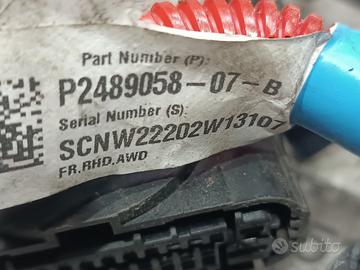 Part Number (P):
P2489058-07-B
Serial Number (S):
SCNW22202W13107
FR.RHD.AWD
subito